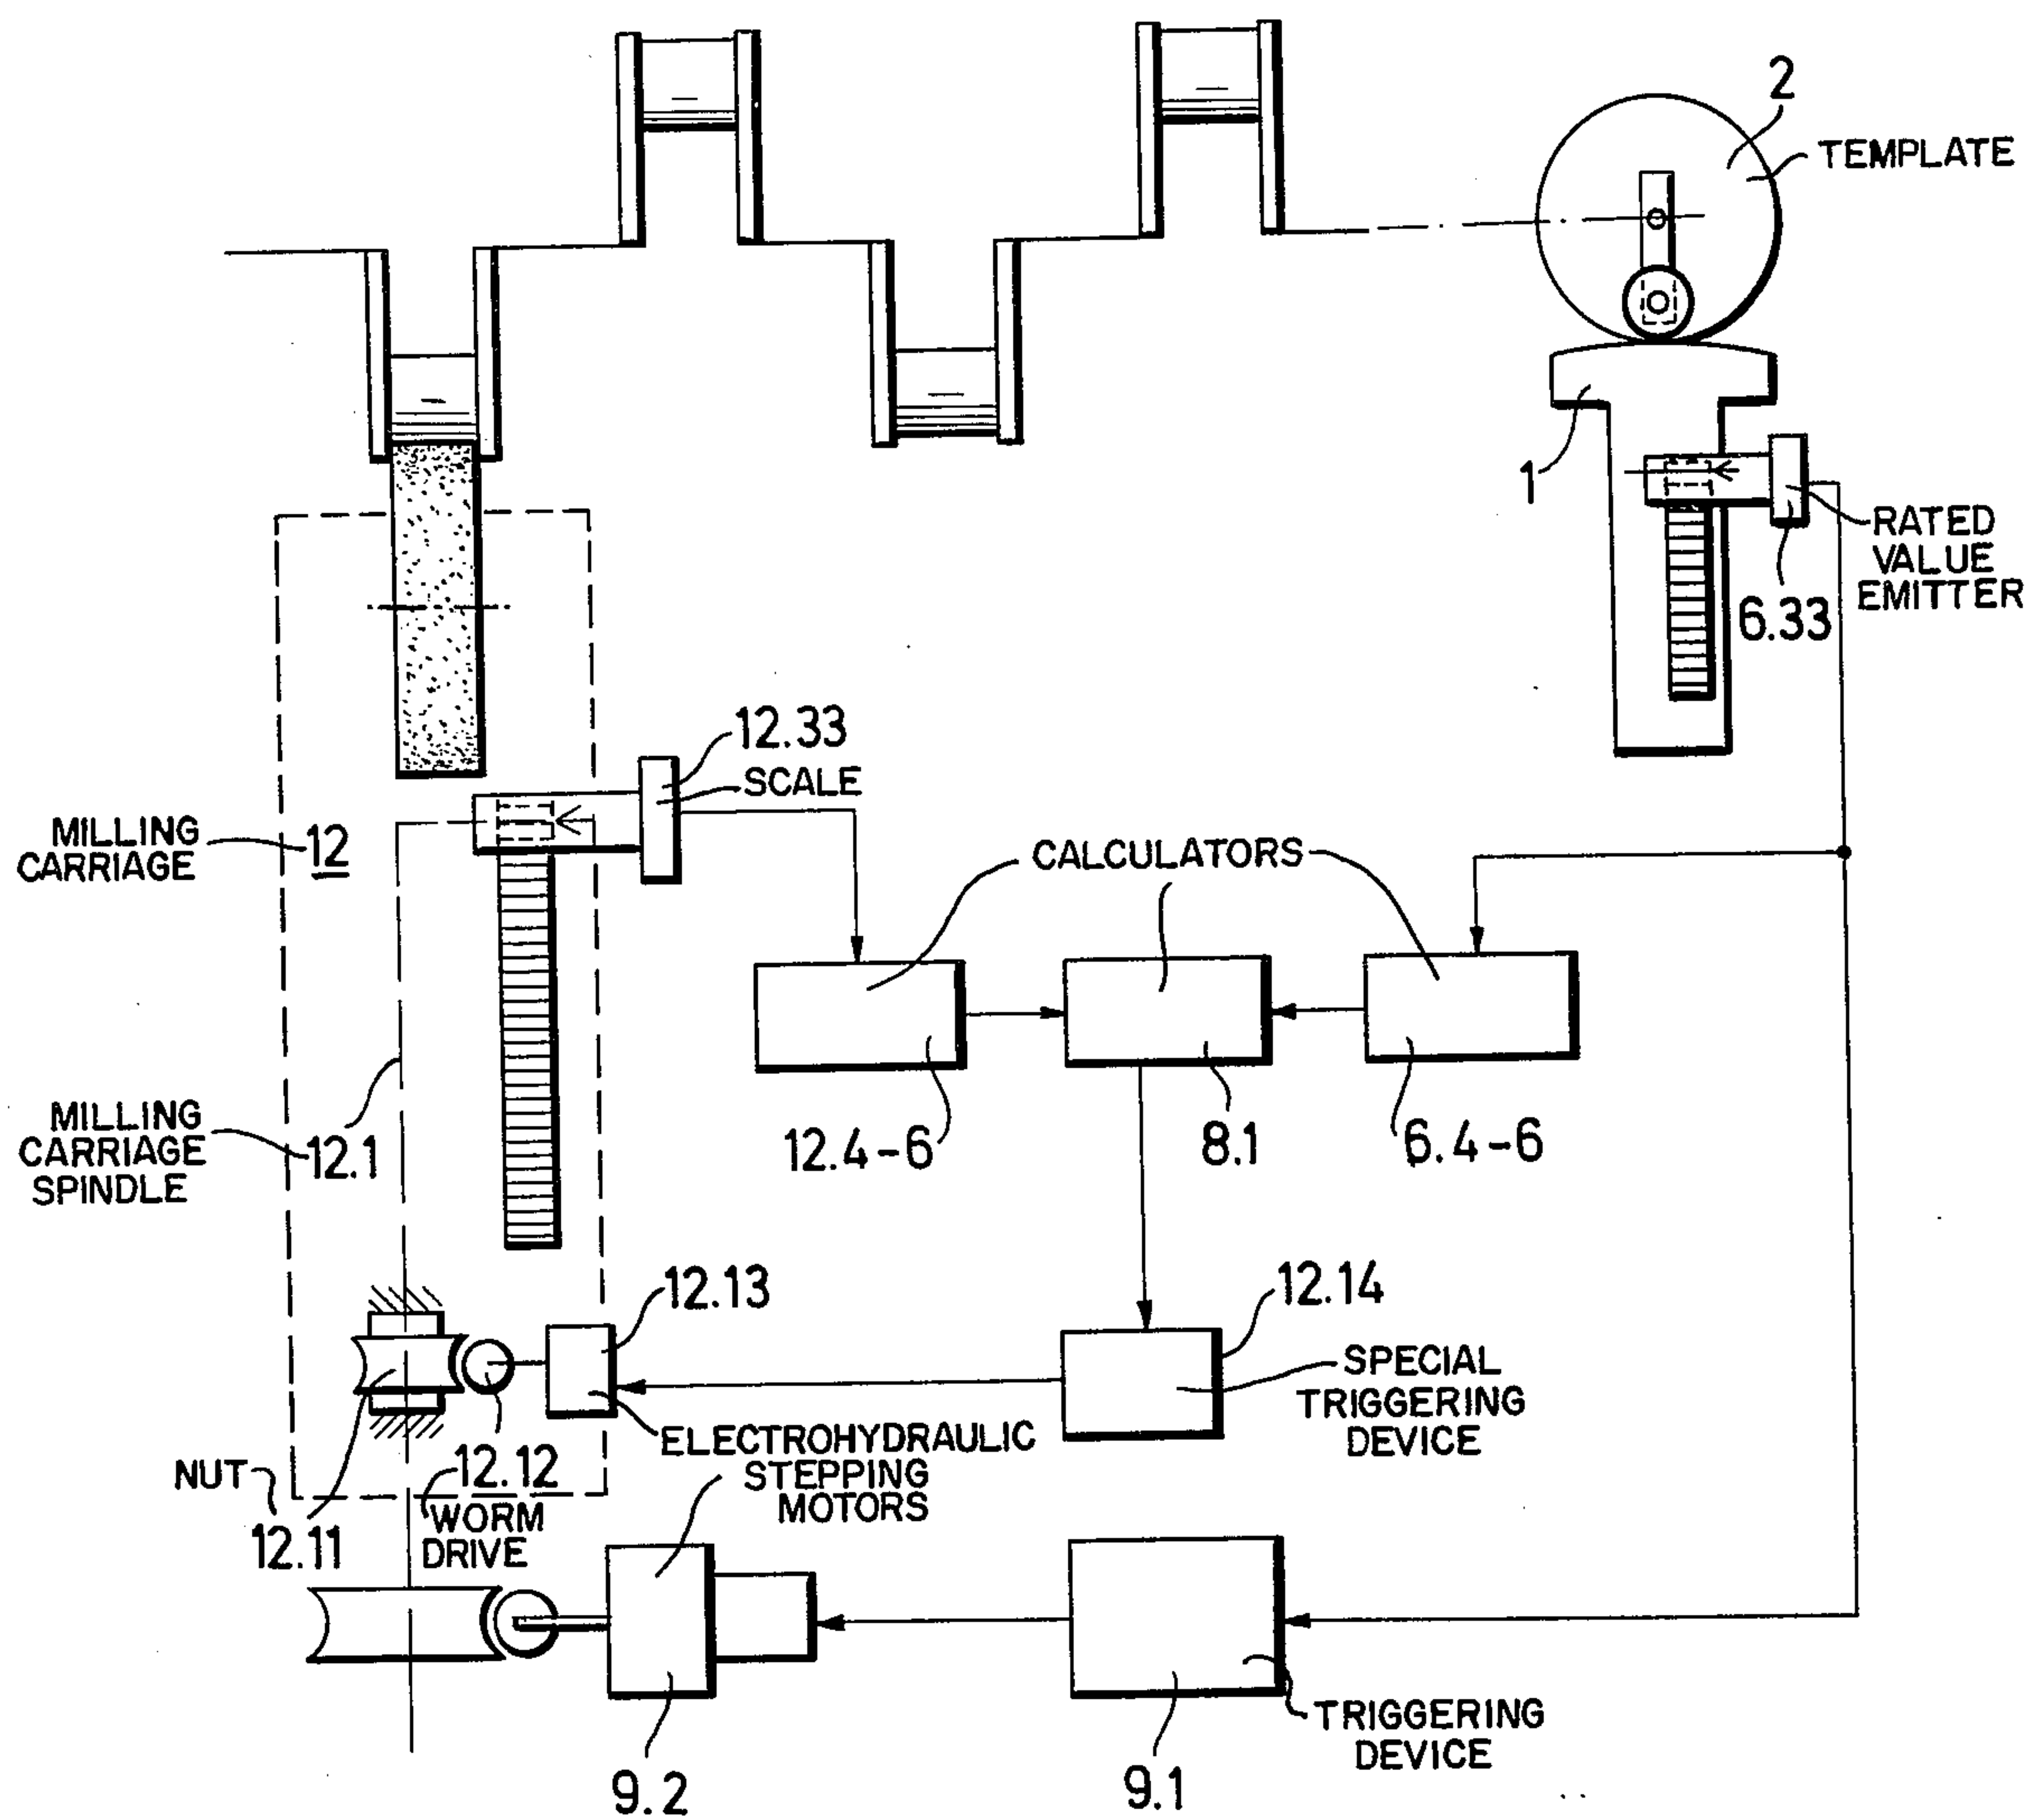 2
TEMPLATE
1
RATED
VALUE
EMITTER
6.33
12.33
SCALE
MILLING
CARRIAGE
12
CALCULATORS
MILLING
CARRIAGE
SPINDLE
12.1
12.4-6
8.1
6.4-6
12.13
12.14
SPECIAL
TRIGGERING
DEVICE
ELECTROHYDRAULIC
STEPPING
MOTORS
NUT
12.11
12.12
WORM
DRIVE
9.2
9.1
TRIGGERING
DEVICE